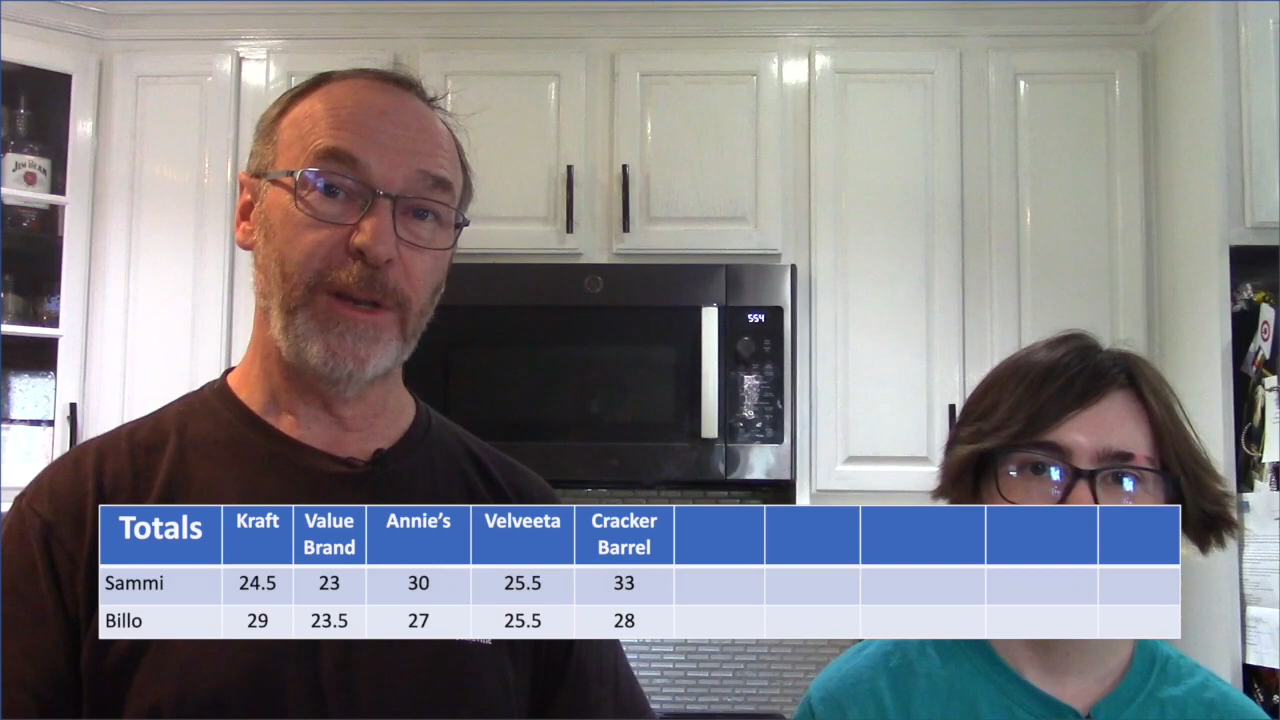 JIM BEAM
554
Totals Kraft Value Brand Annie’s Velveeta Cracker Barrel
Sammi 24.5 23 30 25.5 33
Billo 29 23.5 27 25.5 28